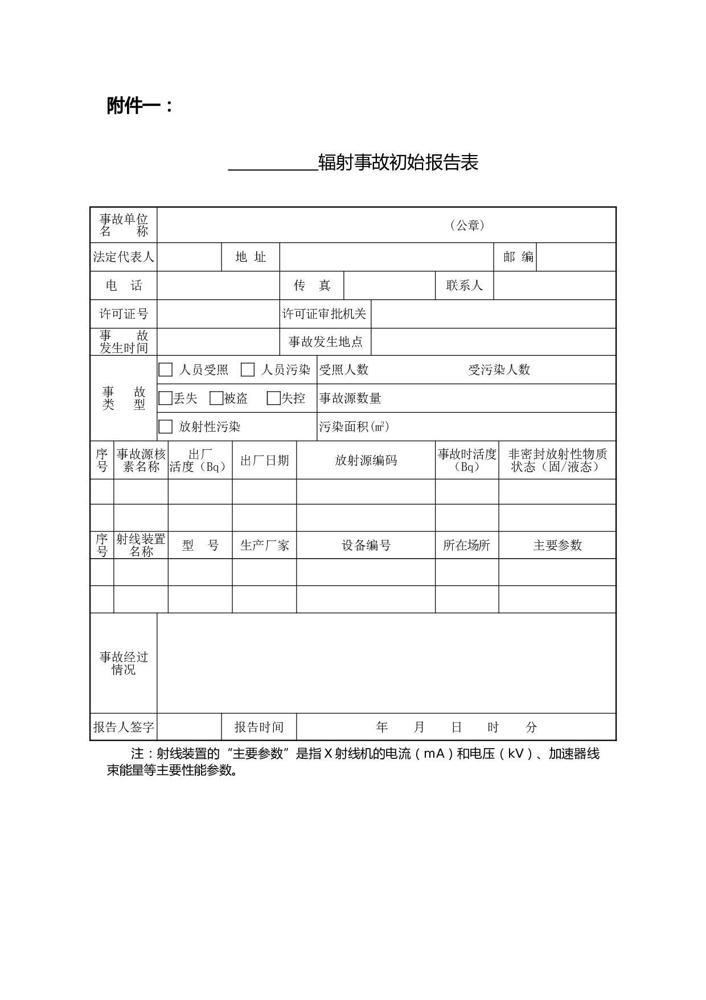 附件一：
__________辐射事故初始报告表
事故单位
名　　称
（公章）
法定代表人
地 址
邮 编
电 话
传 真
联系人
许可证号
许可证审批机关
事　　故
发生时间
事故发生地点
事　故
类　型
□ 人员受照 □ 人员污染
受照人数 受污染人数
□丢失 □被盗 □失控
事故源数量
□ 放射性污染
污染面积(m²)
序
号
事故源核
素名称
出厂
活度（Bq）
出厂日期
放射源编码
事故时活度
（Bq）
非密封放射性物质
状态（固/液态）
序
号
射线装置
名称
型 号
生产厂家
设备编号
所在场所
主要参数
事故经过
情况
报告人签字
报告时间
年 月 日 时 分
注：射线装置的“主要参数”是指X射线机的电流（mA）和电压（kV）、加速器线
束能量等主要性能参数。